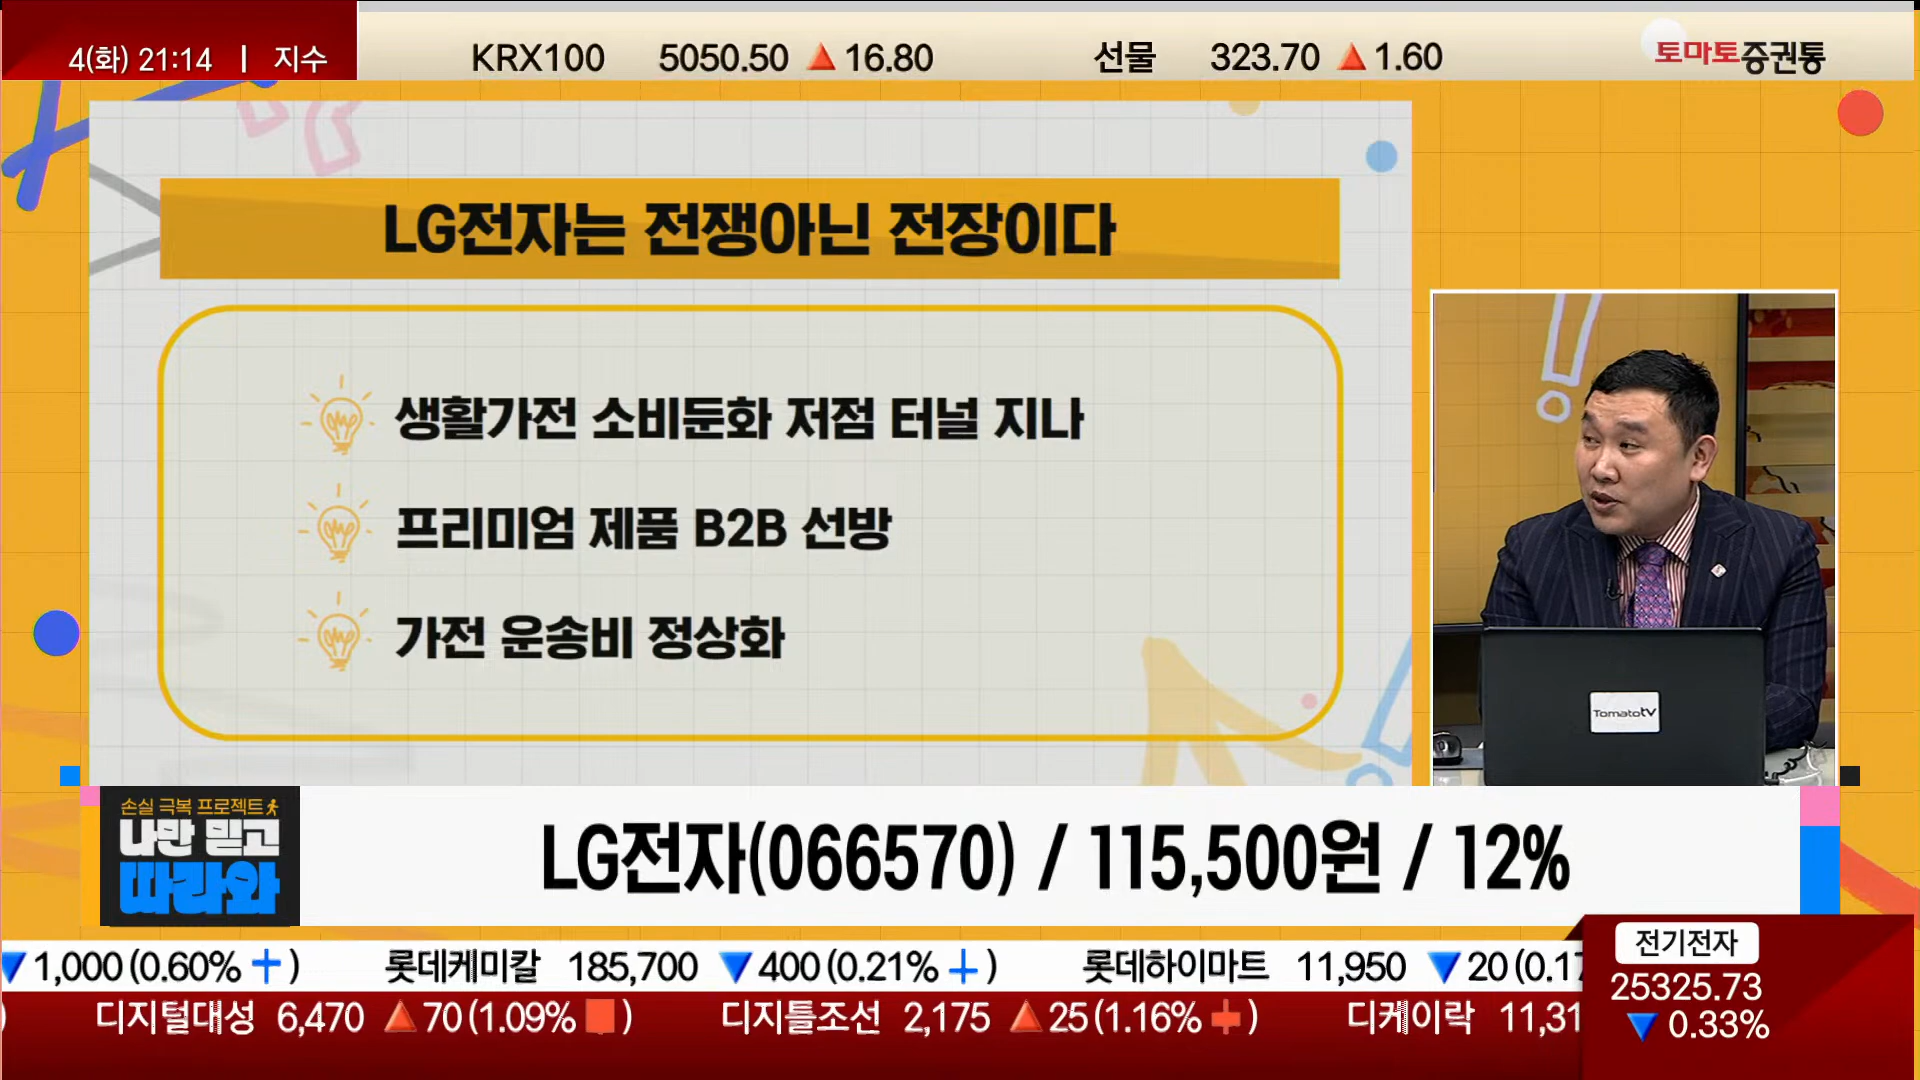 4(화) 21:14 | 지수
KRX100 5050.50 ▲ 16.80 선물 323.70 ▲ 1.60
토마토증권통
LG전자는 전쟁아닌 전장이다
생활가전 소비둔화 저점 터널 지나
프리미엄 제품 B2B 선방
가전 운송비 정상화
Tomatotv
손실 극복 프로젝트
나만 믿고
따라와
LG전자(066570) / 115,500원 / 12%
▼ 1,000 (0.60% +) 롯데케미칼 185,700 ▼ 400 (0.21% +) 롯데하이마트 11,950 ▼ 20 (0.17
) 디지털대성 6,470 ▲ 70 (1.09% ■) 디지틀조선 2,175 ▲ 25 (1.16% +) 디케이락 11,31
전기전자
25325.73
▼ 0.33%